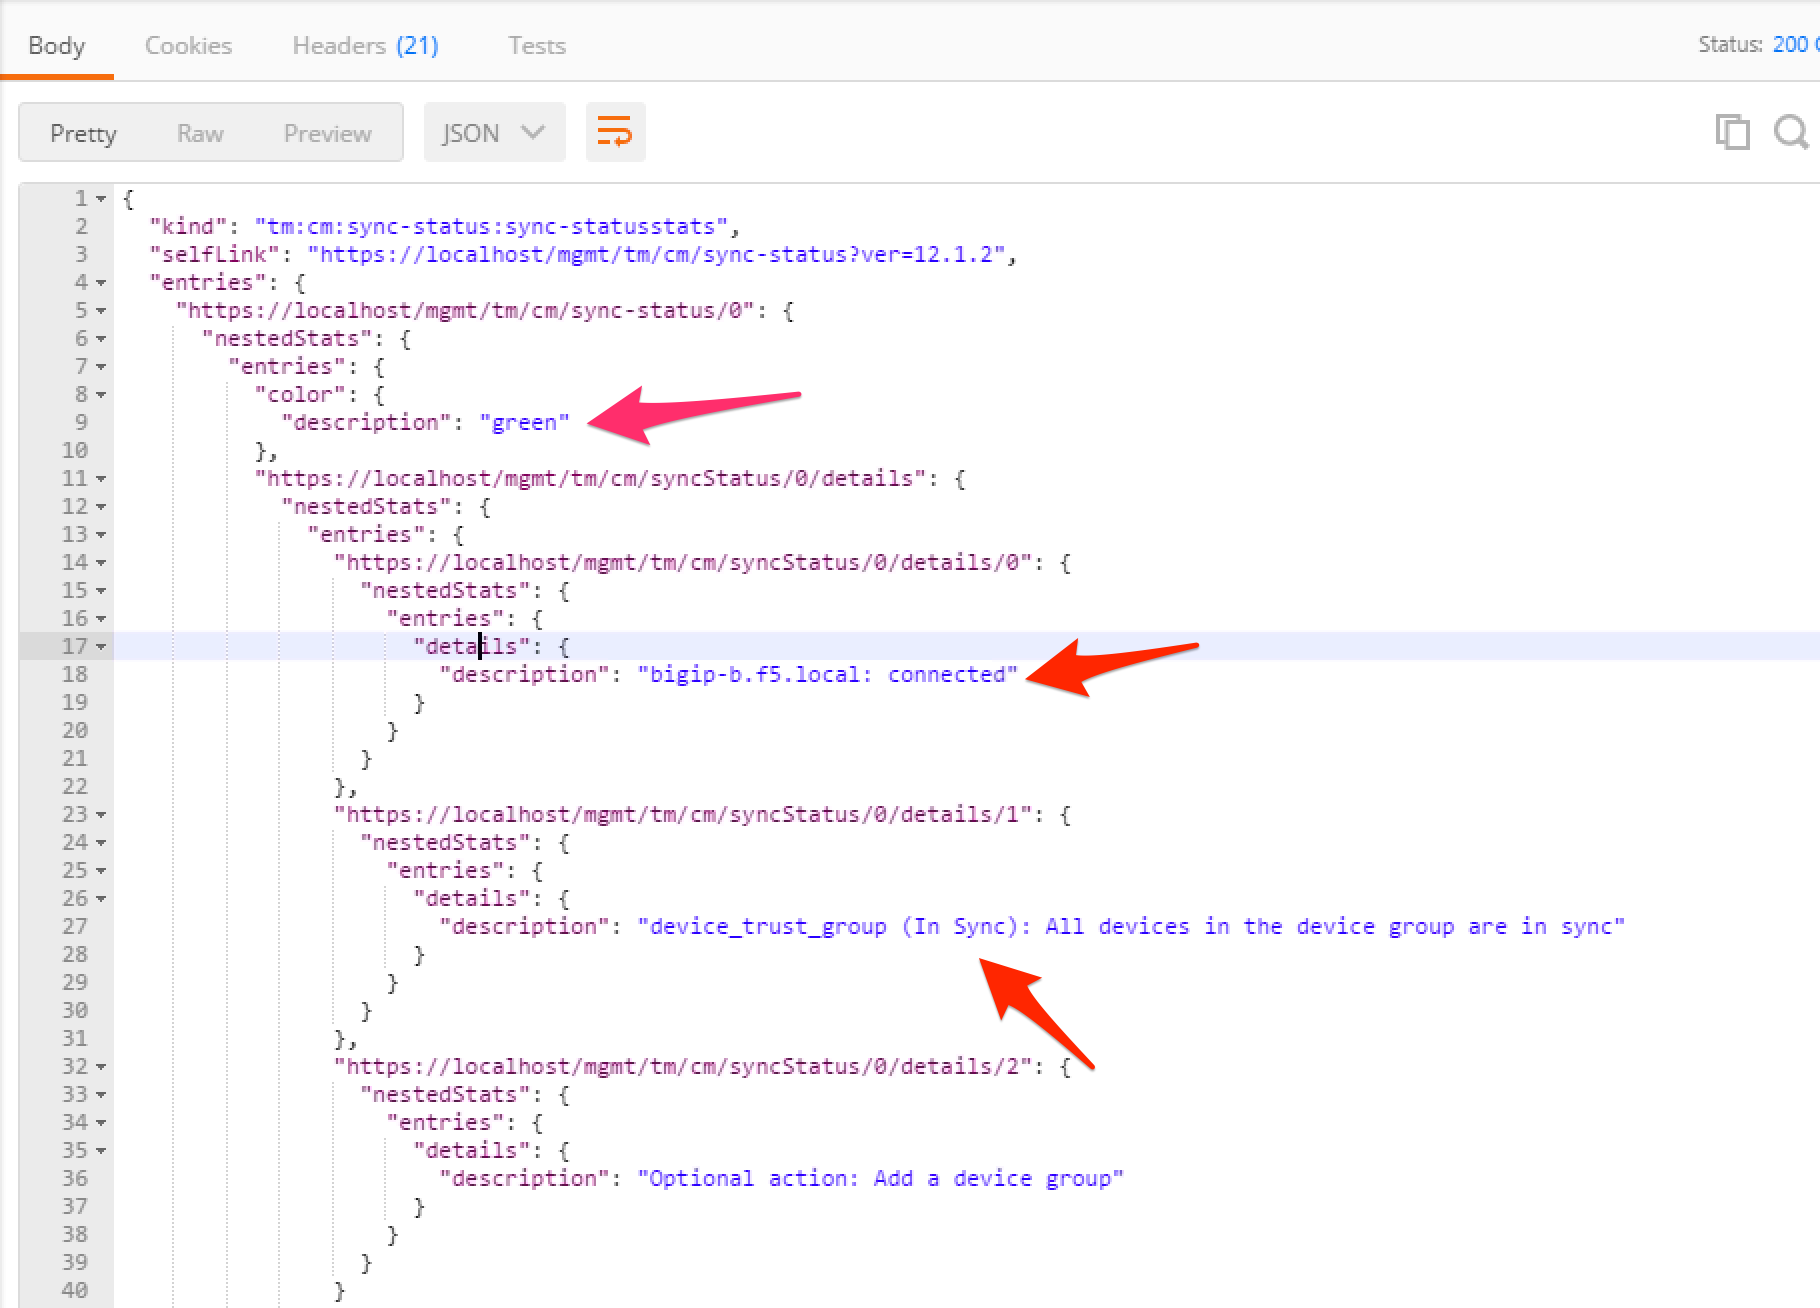 Body Cookies Headers (21) Tests Status: 200
Pretty Raw Preview JSON
1 {
2 "kind": "tm:cm:sync-status:sync-statusstats",
3 "selfLink": "https://localhost/mgmt/tm/cm/sync-status?ver=12.1.2",
4 "entries": {
5 "https://localhost/mgmt/tm/cm/sync-status/0": {
6 "nestedStats": {
7 "entries": {
8 "color": {
9 "description": "green"
10 },
11 "https://localhost/mgmt/tm/cm/syncStatus/0/details": {
12 "nestedStats": {
13 "entries": {
14 "https://localhost/mgmt/tm/cm/syncStatus/0/details/0": {
15 "nestedStats": {
16 "entries": {
17 "details": {
18 "description": "bigip-b.f5.local: connected"
19 }
20 }
21 }
22 },
23 "https://localhost/mgmt/tm/cm/syncStatus/0/details/1": {
24 "nestedStats": {
25 "entries": {
26 "details": {
27 "description": "device_trust_group (In Sync): All devices in the device group are in sync"
28 }
29 }
30 }
31 },
32 "https://localhost/mgmt/tm/cm/syncStatus/0/details/2": {
33 "nestedStats": {
34 "entries": {
35 "details": {
36 "description": "Optional action: Add a device group"
37 }
38 }
39 }
40 }